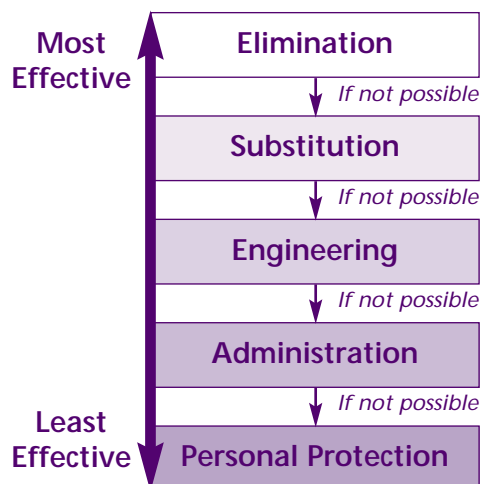 Most
Effective
Elimination
If not possible
Substitution
If not possible
Engineering
If not possible
Administration
If not possible
Least
Effective
Personal Protection